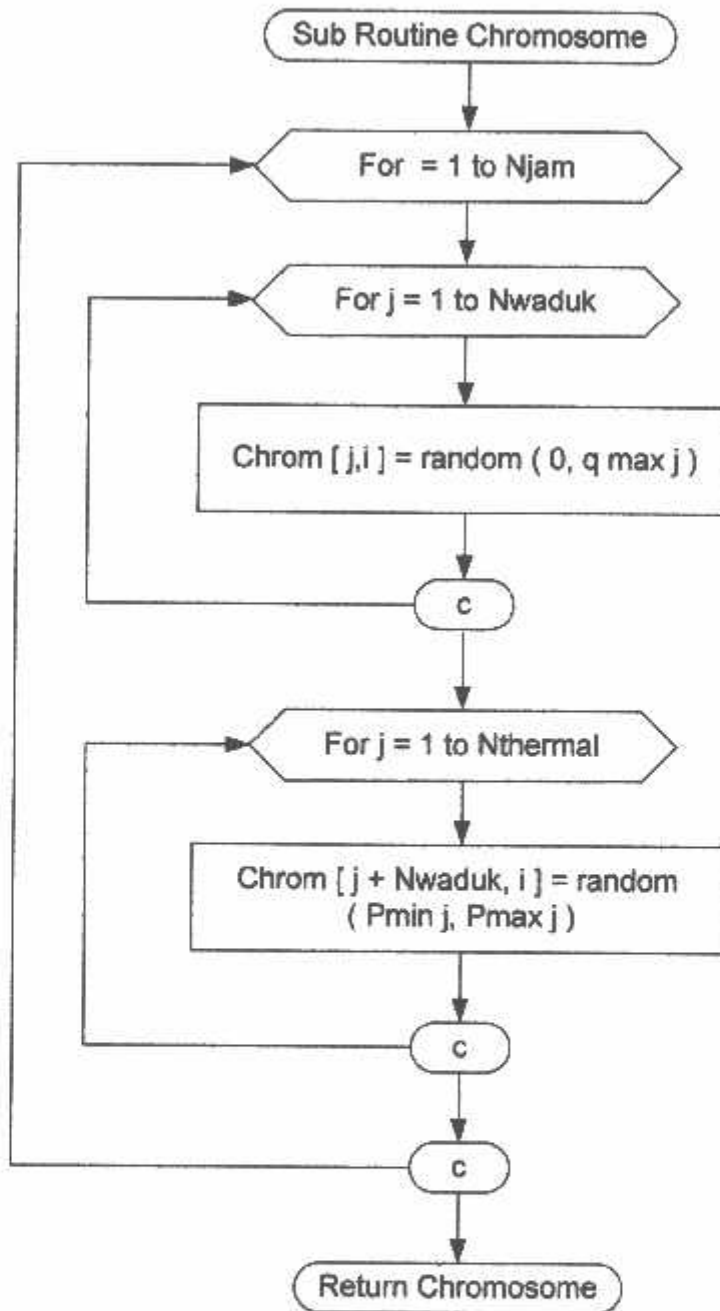 Sub Routine Chromosome
For = 1 to Njam
For j = 1 to Nwaduk
Chrom [ j,i ] = random ( 0, q max j )
c
For j = 1 to Nthermal
Chrom [ j + Nwaduk, i ] = random
( Pmin j, Pmax j )
c
c
Return Chromosome